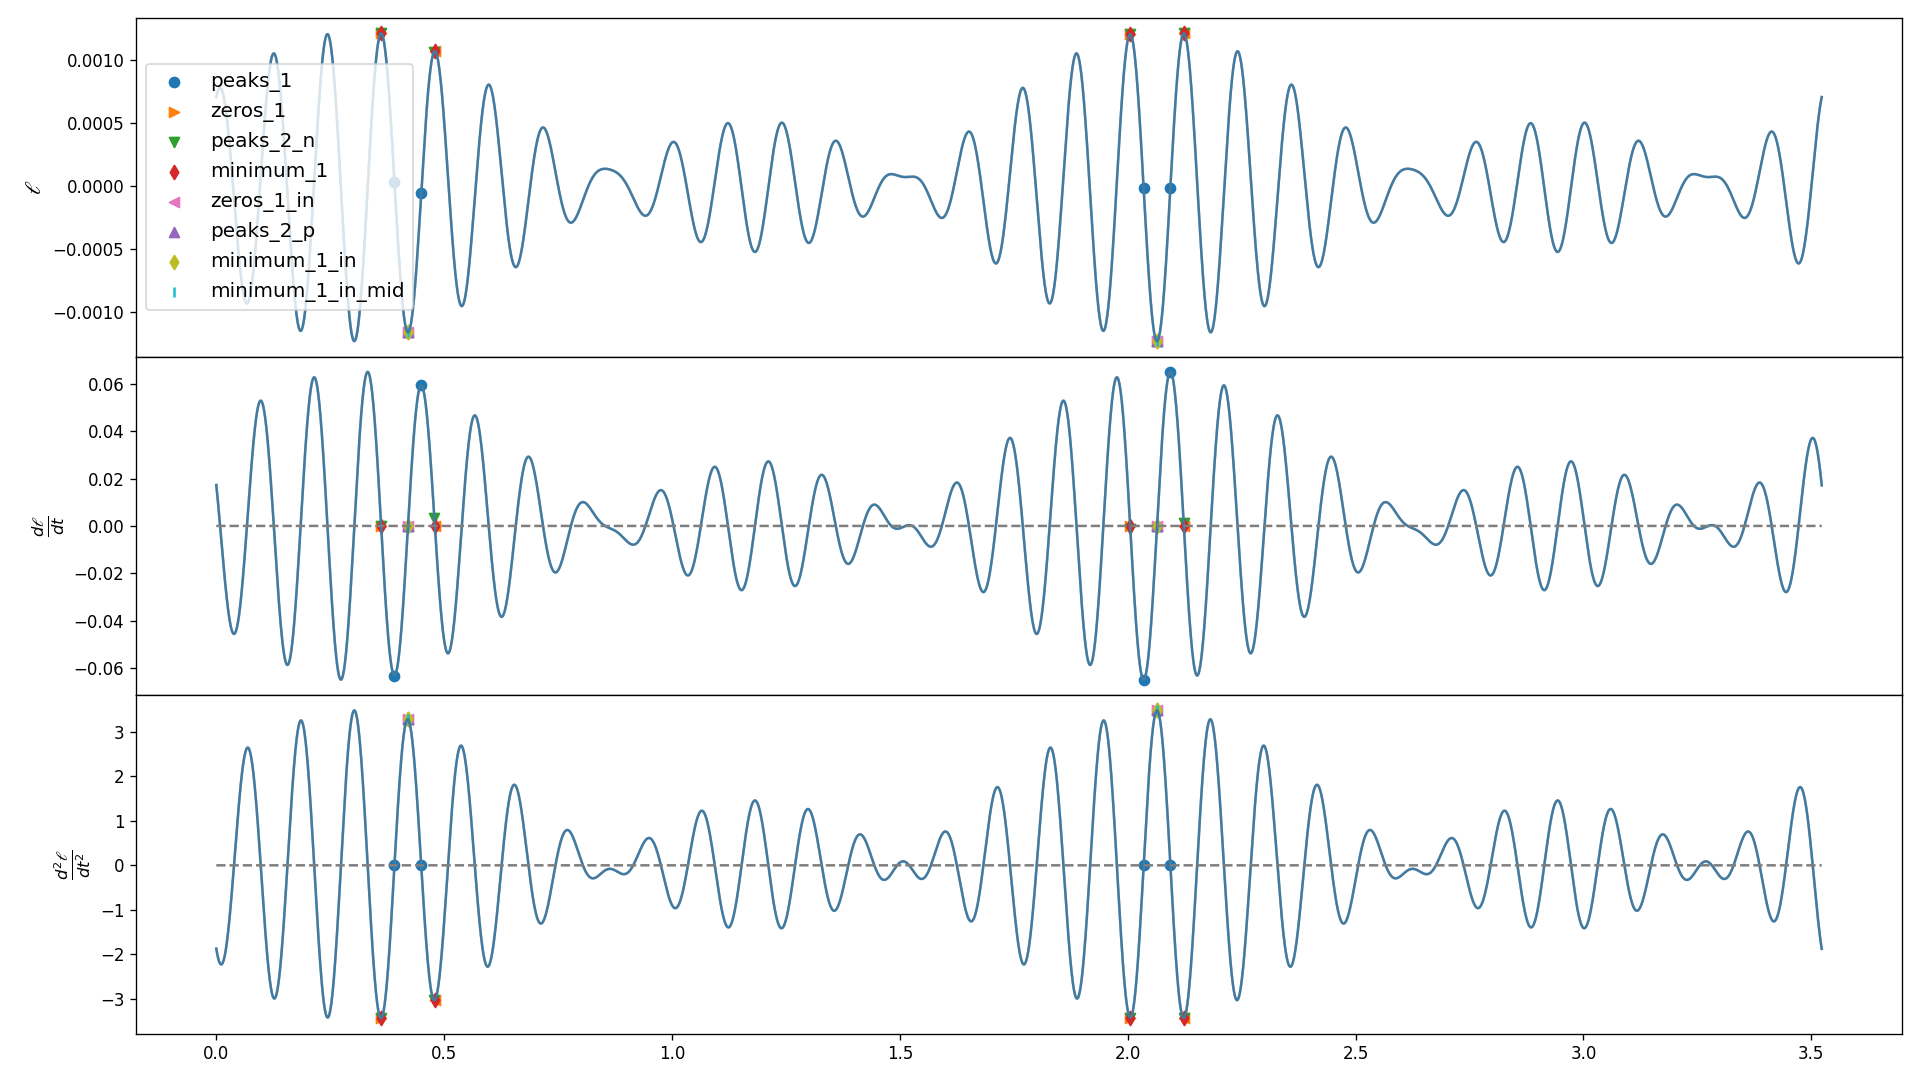 0.0010
0.0005
0.0000
−0.0005
−0.0010
ℓ
peaks_1
zeros_1
peaks_2_n
minimum_1
zeros_1_in
peaks_2_p
minimum_1_in
minimum_1_in_mid
0.06
0.04
0.02
0.00
−0.02
−0.04
−0.06
dℓ/dt
3
2
1
0
−1
−2
−3
d²ℓ/dt²
0.0 0.5 1.0 1.5 2.0 2.5 3.0 3.5